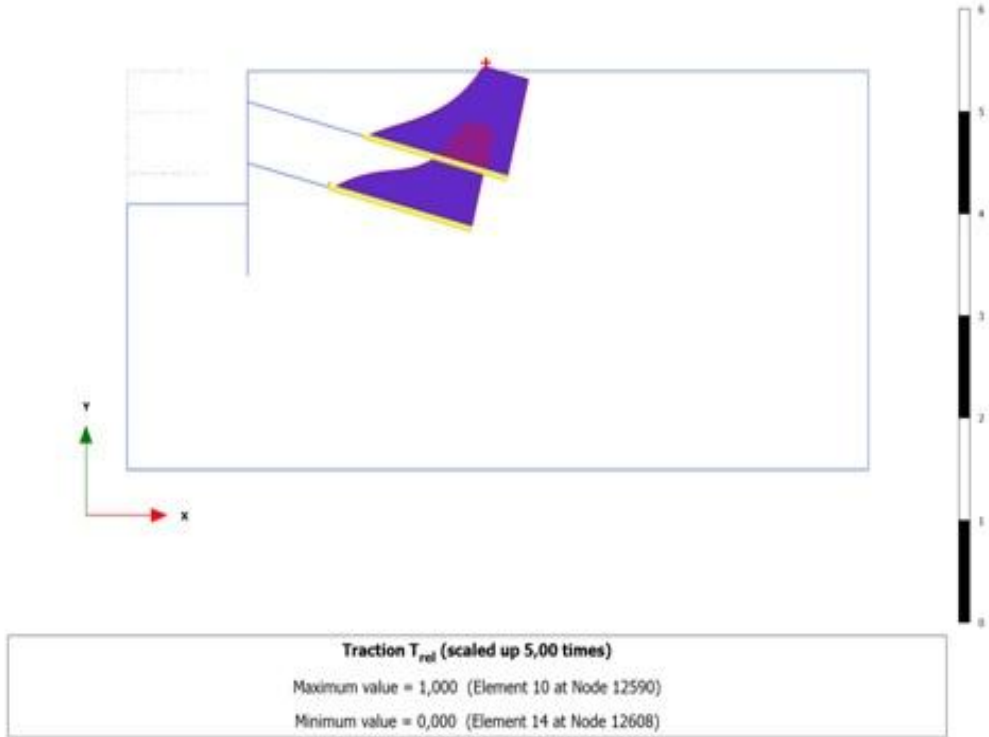 6
5
4
3
2
1
0
Y
X
Traction T_rel (scaled up 5,00 times)
Maximum value = 1,000 (Element 10 at Node 12590)
Minimum value = 0,000 (Element 14 at Node 12608)